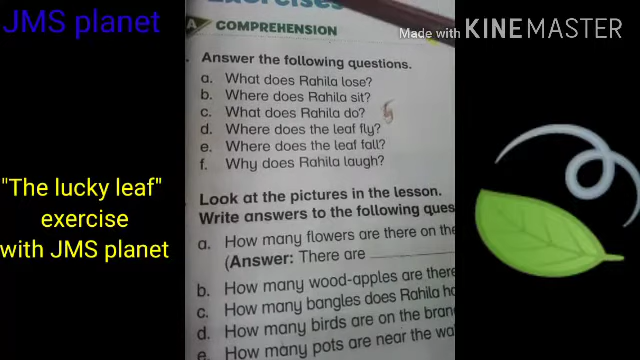 JMS planet
Exercises
Made with KINEMASTER
A COMPREHENSION
Answer the following questions.
a. What does Rahila lose?
b. Where does Rahila sit?
c. What does Rahila do?
d. Where does the leaf fly?
e. Where does the leaf fall?
f. Why does Rahila laugh?
"The lucky leaf"
exercise
with JMS planet
Look at the pictures in the lesson.
Write answers to the following ques
a. How many flowers are there on the
(Answer: There are
b. How many wood-apples are there
c. How many bangles does Rahila ha
d. How many birds are on the bran
e. How many pots are near the wa